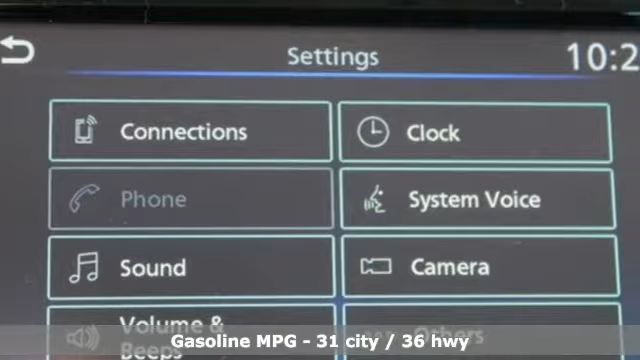 Settings
10:2
Connections
Clock
Phone
System Voice
Sound
Camera
Volume &
Beeps
Others
Gasoline MPG - 31 city / 36 hwy